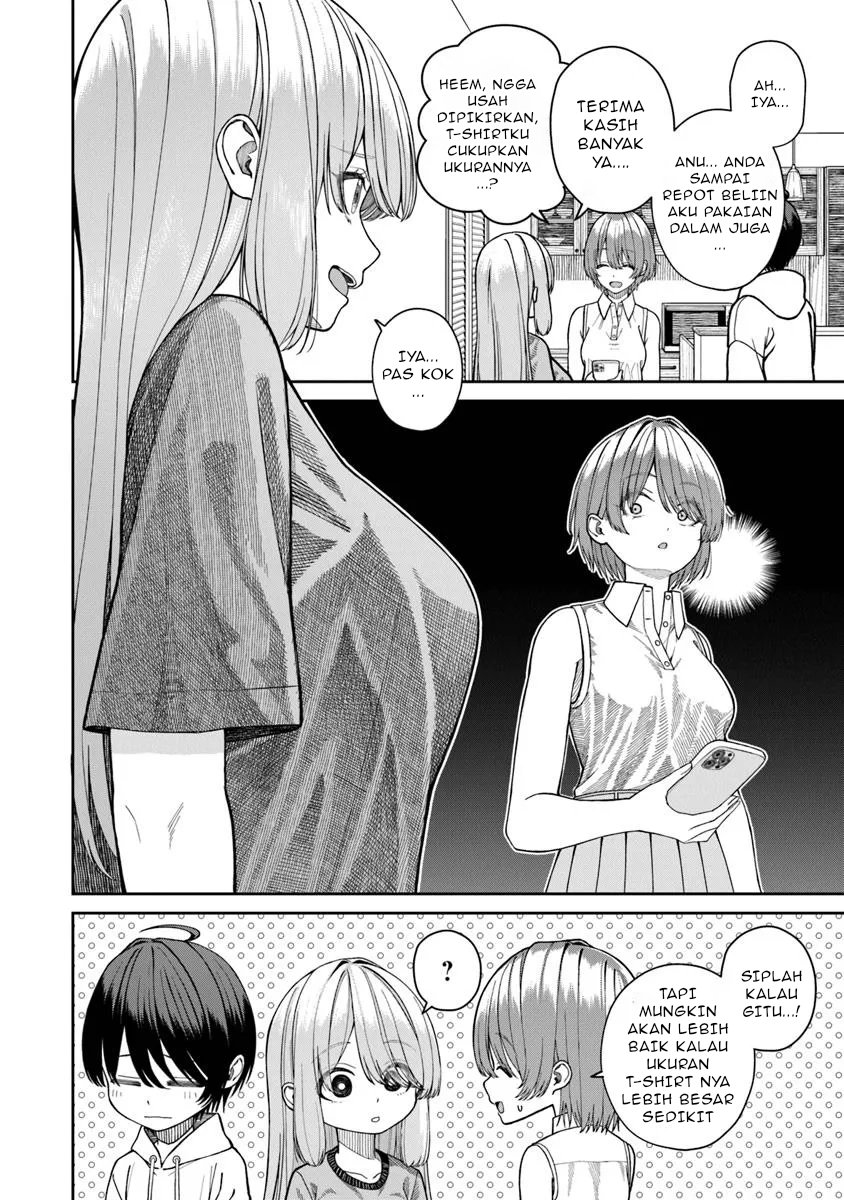 AH...
IYA...
ANU... ANDA
SAMPAI
REPOT BELIIN
AKU PAKAIAN
DALAM JUGA
...
TERIMA
KASIH
BANYAK
YA....
HEEM, NGGA
USAH
DIPIKIRKAN,
T-SHIRTKU
CUKUPKAN
UKURANNYA
...?
IYA...
PAS KOK
...
SIPLAH
KALAU
GITU...!
TAPI
MUNGKIN
AKAN LEBIH
BAIK KALAU
UKURAN
T-SHIRT NYA
LEBIH BESAR
SEDIKIT
?